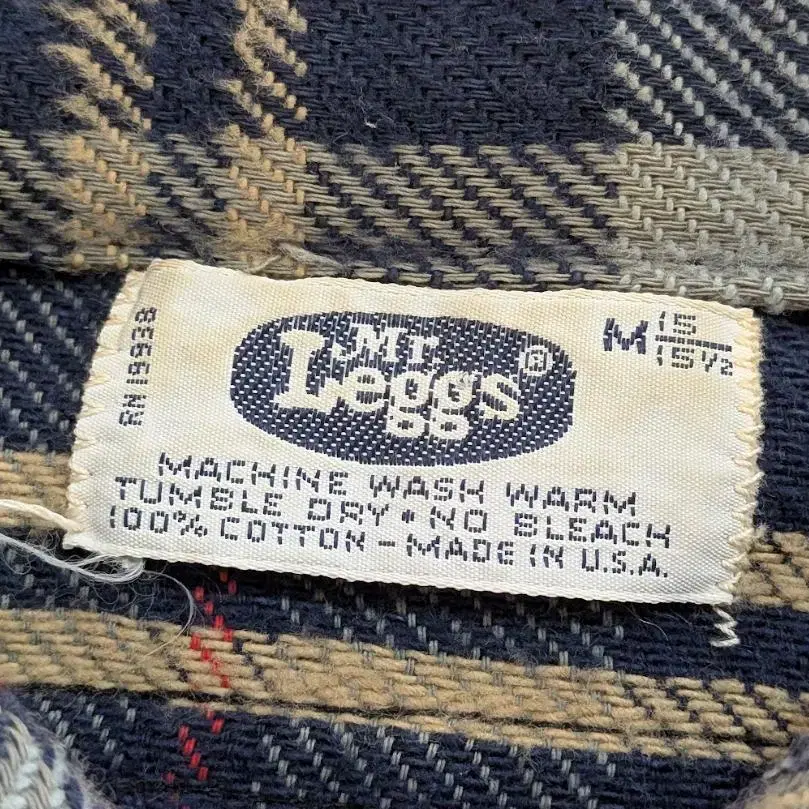 RN 19938
Mr.
Leggs®
M 15
15½
MACHINE WASH WARM
TUMBLE DRY • NO BLEACH
100% COTTON – MADE IN U.S.A.